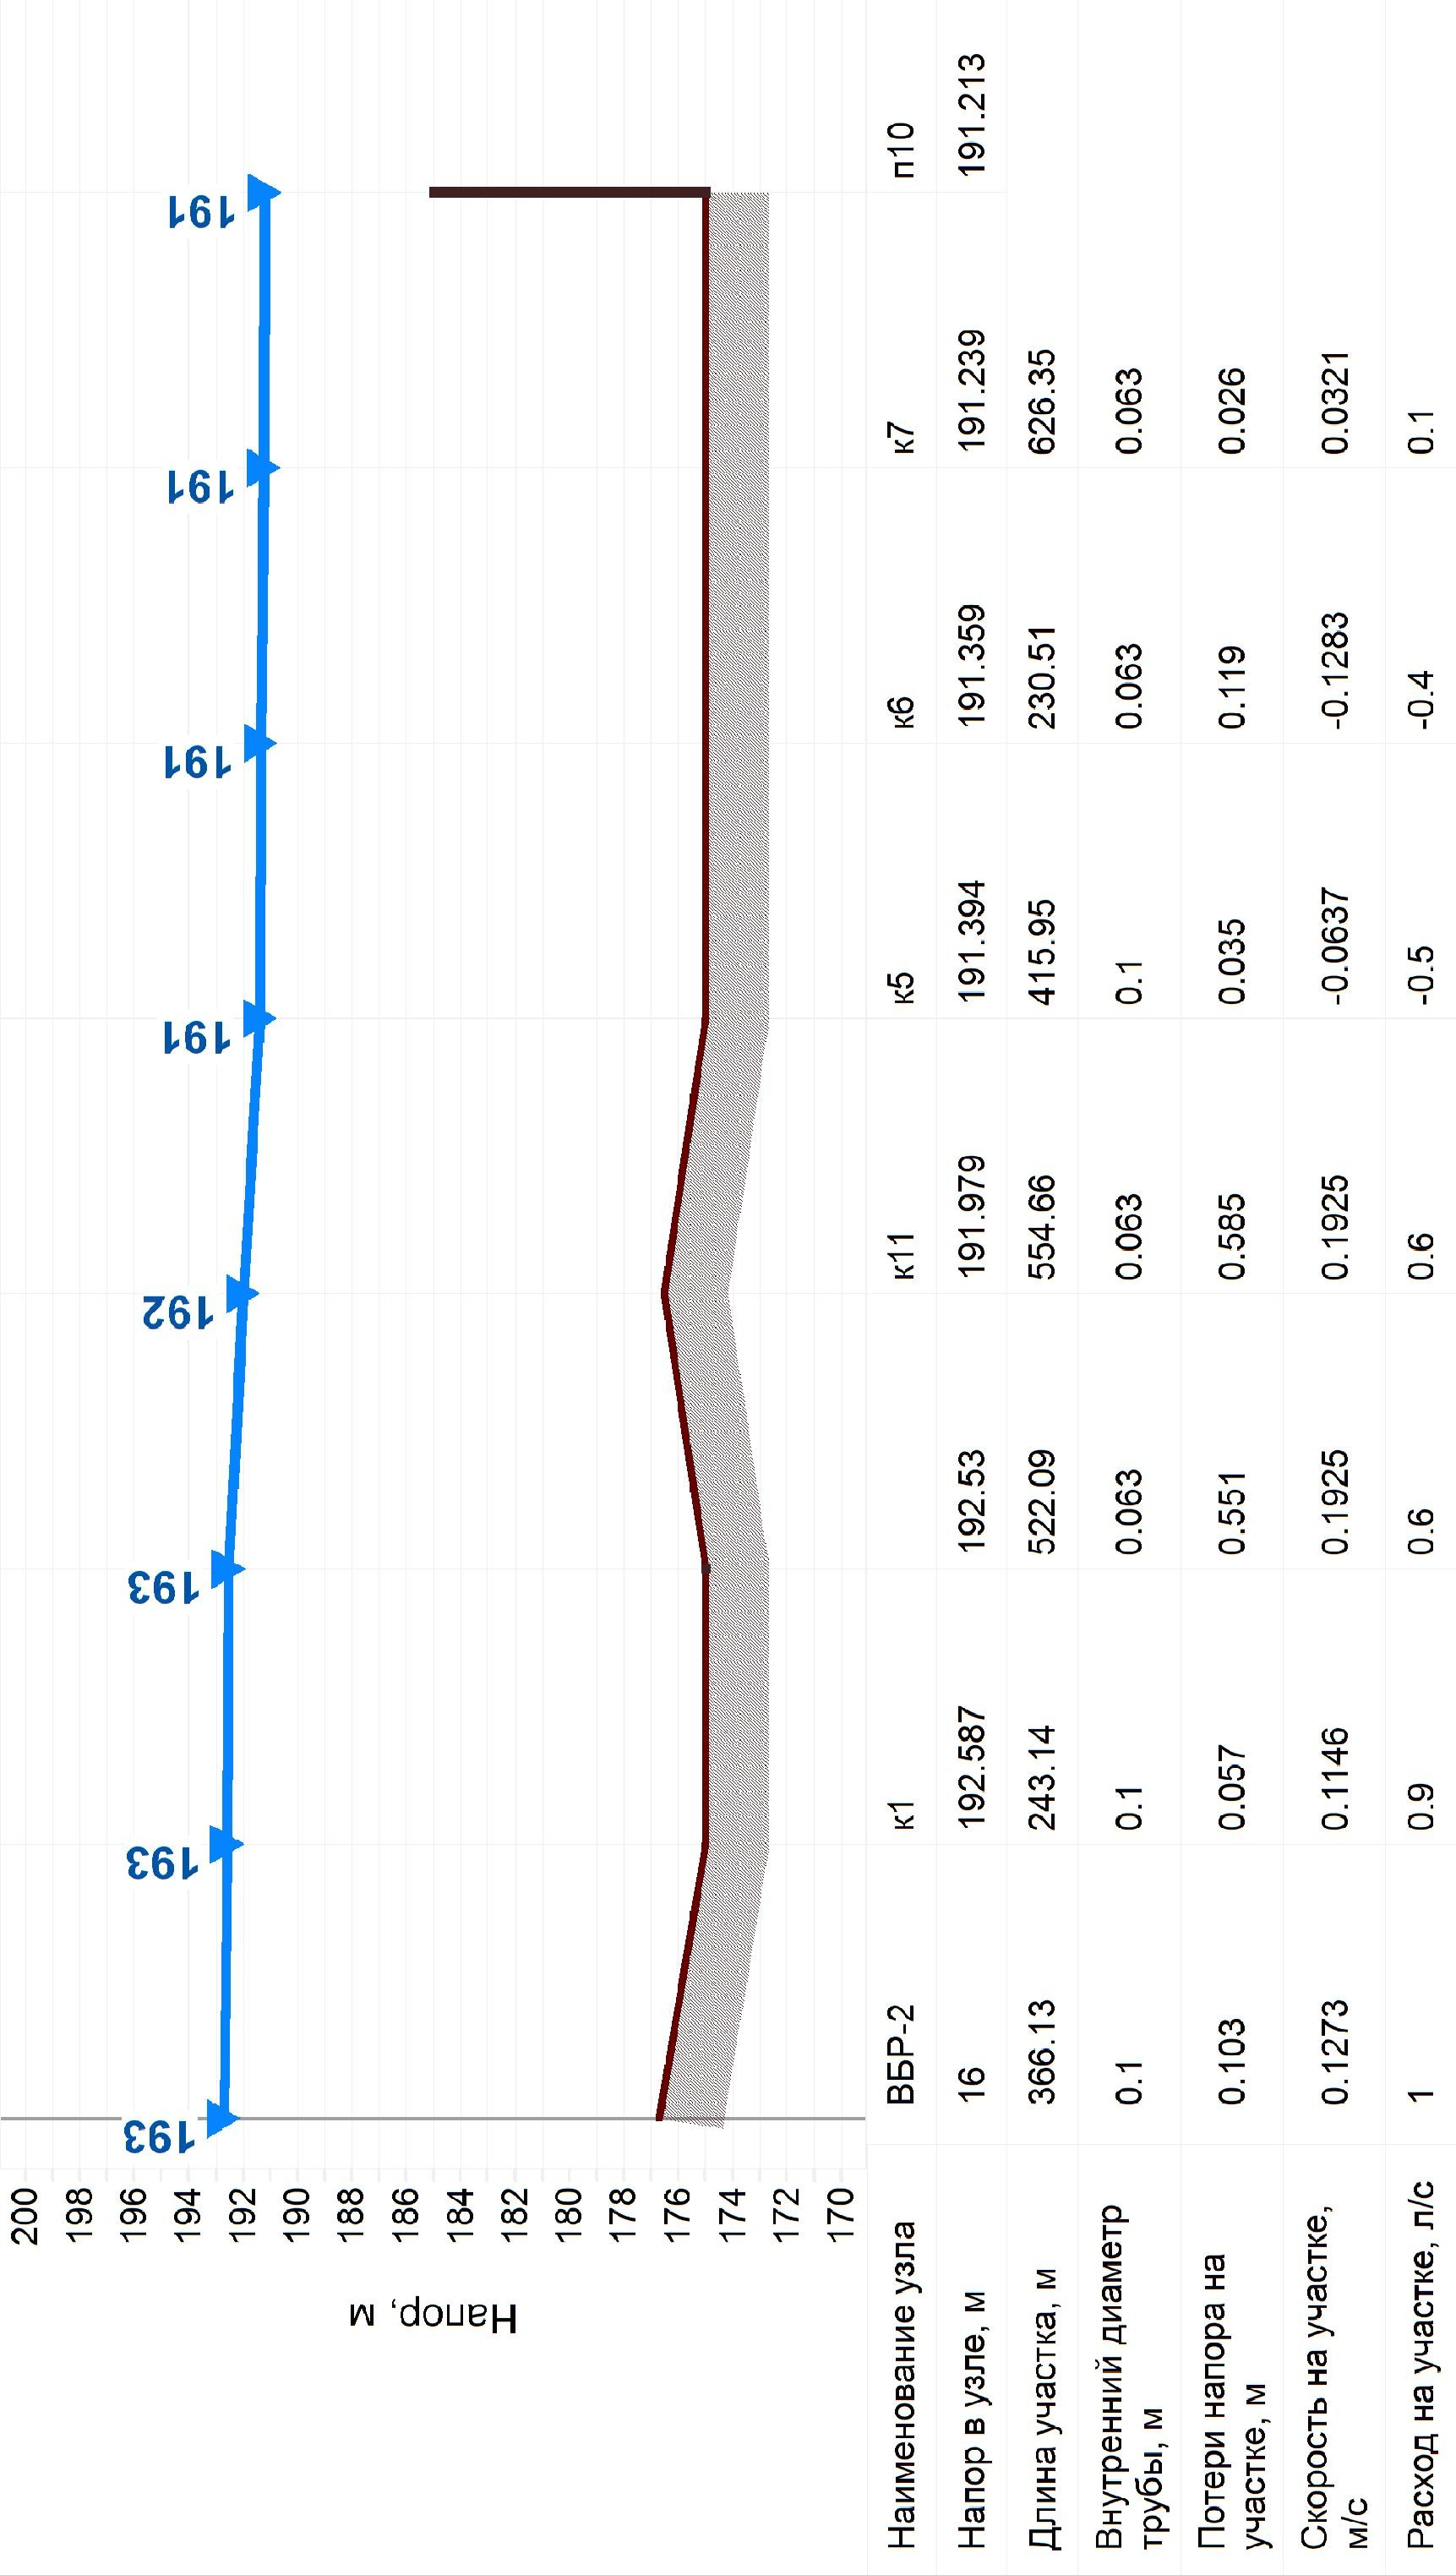 193 193 193 192 191 191 191 191
200
198
196
194
192
190
188
186
184
182
180
178
176
174
172
170
Напор, м
Наименование узла ВБР-2 к1 к11 к5 к6 к7 п10
Напор в узле, м 16 192.587 192.53 191.979 191.394 191.359 191.239 191.213
Длина участка, м 366.13 243.14 522.09 554.66 415.95 230.51 626.35
Внутренний диаметр
трубы, м 0.1 0.1 0.063 0.063 0.1 0.063 0.063
Потери напора на
участке, м 0.103 0.057 0.551 0.585 0.035 0.119 0.026
Скорость на участке,
м/с 0.1273 0.1146 0.1925 0.1925 -0.0637 -0.1283 0.0321
Расход на участке, л/с 1 0.9 0.6 0.6 -0.5 -0.4 0.1